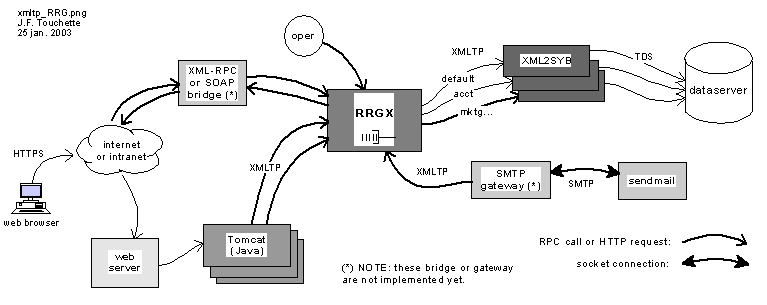 xmltp_RRG.png
J.F. Touchette
25 jan. 2003
oper
XML-RPC
or SOAP
bridge (*)
XMLTP
XML2SYB
TDS
default
acct
mktg...
dataserver
RRGX
internet
or intranet
HTTPS
web browser
XMLTP
XMLTP
SMTP
gateway (*)
SMTP
sendmail
web
server
Tomcat
(Java)
(*) NOTE: these bridge or gateway
are not implemented yet.
RPC call or HTTP request:
socket connection: